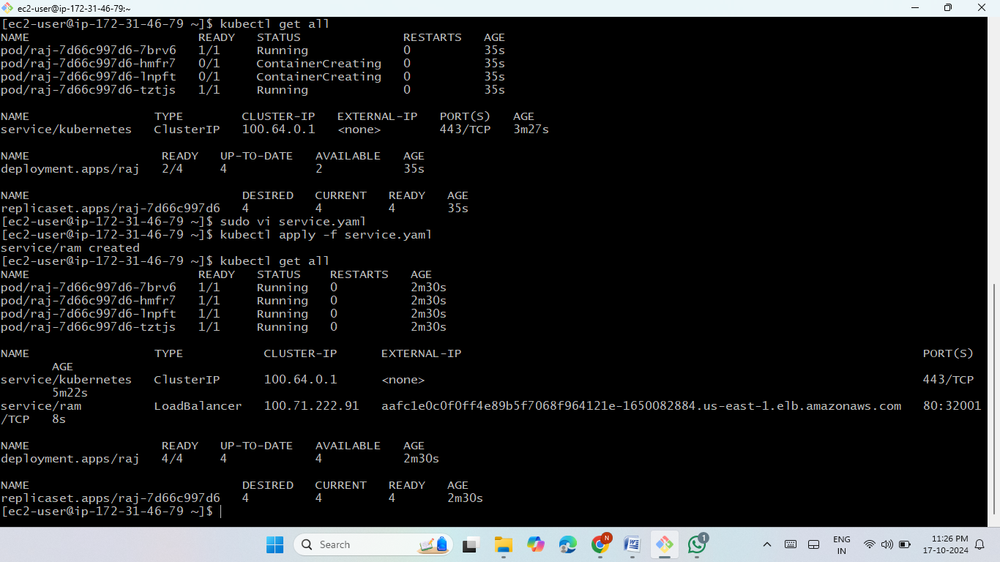 ec2-user@ip-172-31-46-79:~
[ec2-user@ip-172-31-46-79 ~]$ kubectl get all
NAME READY STATUS RESTARTS AGE
pod/raj-7d66c997d6-7brv6 1/1 Running 0 35s
pod/raj-7d66c997d6-hmfr7 0/1 ContainerCreating 0 35s
pod/raj-7d66c997d6-lnpft 0/1 ContainerCreating 0 35s
pod/raj-7d66c997d6-tztjs 1/1 Running 0 35s
NAME TYPE CLUSTER-IP EXTERNAL-IP PORT(S) AGE
service/kubernetes ClusterIP 100.64.0.1 <none> 443/TCP 3m27s
NAME READY UP-TO-DATE AVAILABLE AGE
deployment.apps/raj 2/4 4 2 35s
NAME DESIRED CURRENT READY AGE
replicaset.apps/raj-7d66c997d6 4 4 4 35s
[ec2-user@ip-172-31-46-79 ~]$ sudo vi service.yaml
[ec2-user@ip-172-31-46-79 ~]$ kubectl apply -f service.yaml
service/ram created
[ec2-user@ip-172-31-46-79 ~]$ kubectl get all
NAME READY STATUS RESTARTS AGE
pod/raj-7d66c997d6-7brv6 1/1 Running 0 2m30s
pod/raj-7d66c997d6-hmfr7 1/1 Running 0 2m30s
pod/raj-7d66c997d6-lnpft 1/1 Running 0 2m30s
pod/raj-7d66c997d6-tztjs 1/1 Running 0 2m30s
NAME TYPE CLUSTER-IP EXTERNAL-IP PORT(S)
AGE
service/kubernetes ClusterIP 100.64.0.1 <none> 443/TCP
5m22s
service/ram LoadBalancer 100.71.222.91 aafc1e0c0f0ff4e89b5f7068f964121e-1650082884.us-east-1.elb.amazonaws.com 80:32001
/TCP 8s
NAME READY UP-TO-DATE AVAILABLE AGE
deployment.apps/raj 4/4 4 4 2m30s
NAME DESIRED CURRENT READY AGE
replicaset.apps/raj-7d66c997d6 4 4 4 2m30s
[ec2-user@ip-172-31-46-79 ~]$
Search
N
W
1
ENG
IN
11:26 PM
17-10-2024